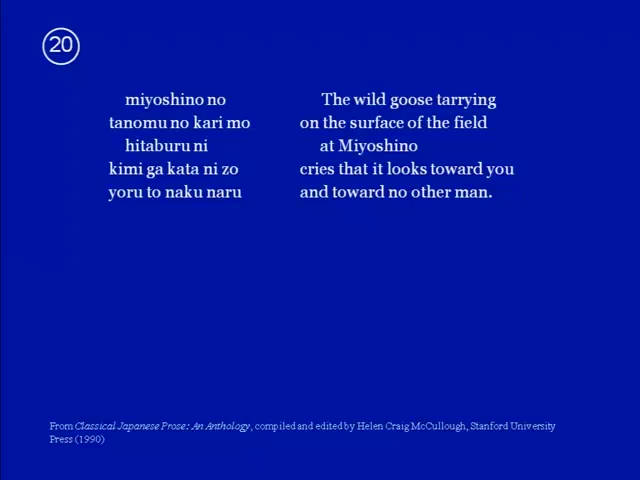 20
miyoshino no
tanomu no kari mo
hitaburu ni
kimi ga kata ni zo
yoru to naku naru
The wild goose tarrying
on the surface of the field
at Miyoshino
cries that it looks toward you
and toward no other man.
From Classical Japanese Prose: An Anthology, compiled and edited by Helen Craig McCullough, Stanford University
Press (1990)